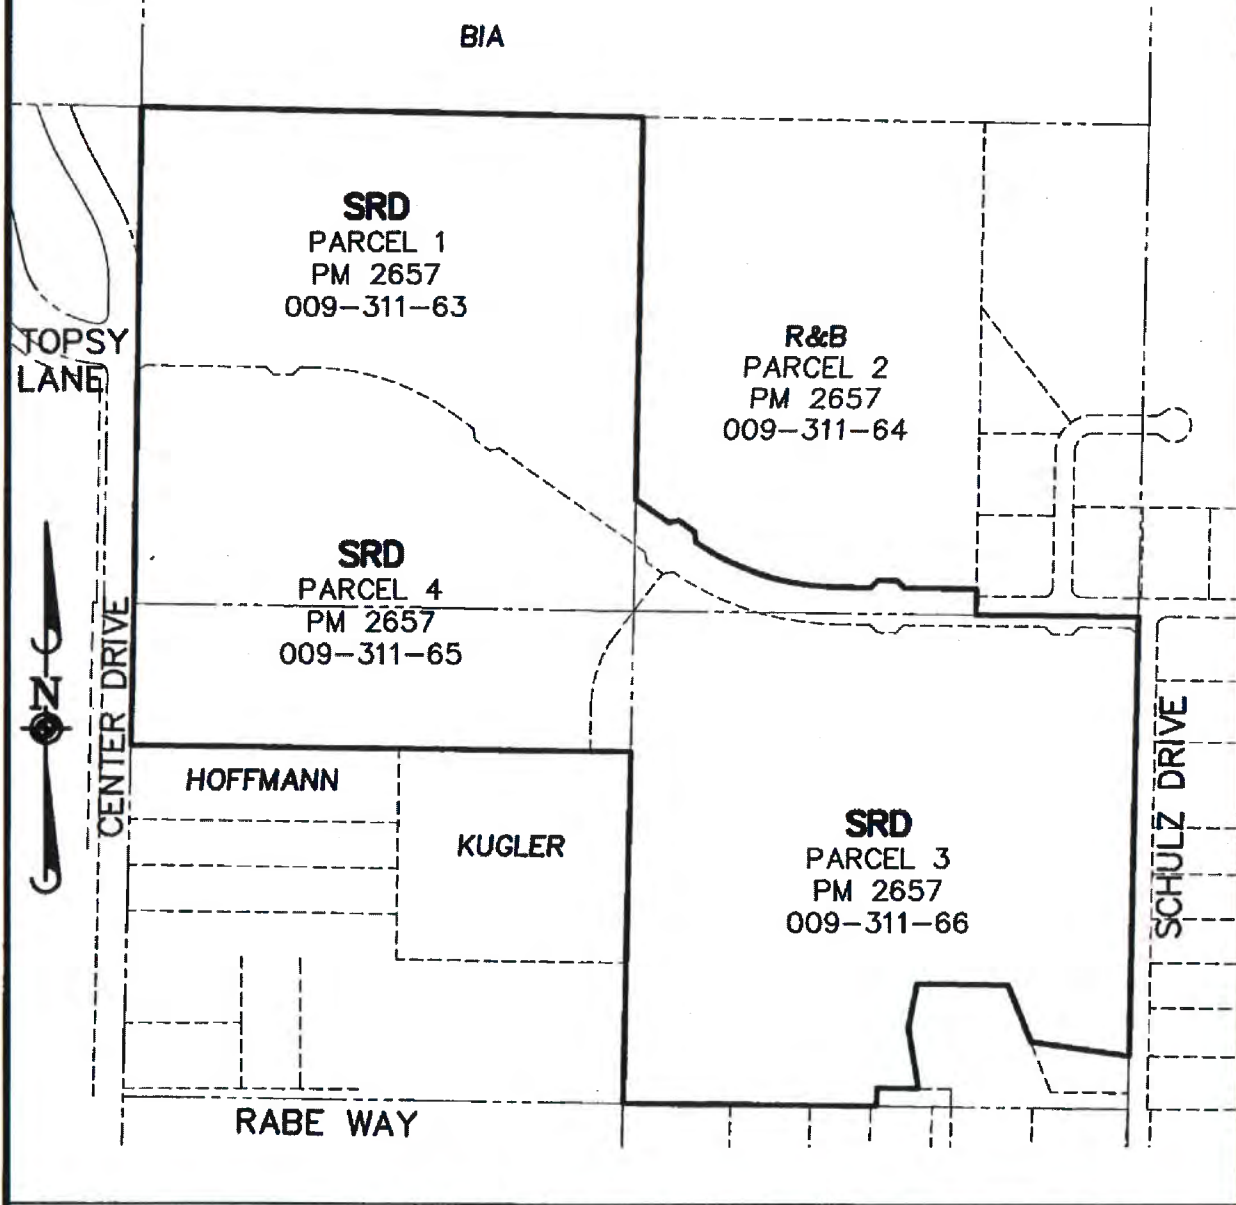 BIA
SRD
PARCEL 1
PM 2657
009-311-63
TOPSY
LANE
R&B
PARCEL 2
PM 2657
009-311-64
SRD
PARCEL 4
PM 2657
009-311-65
N
CENTER DRIVE
HOFFMANN
KUGLER
SRD
PARCEL 3
PM 2657
009-311-66
SCHULZ DRIVE
RABE WAY